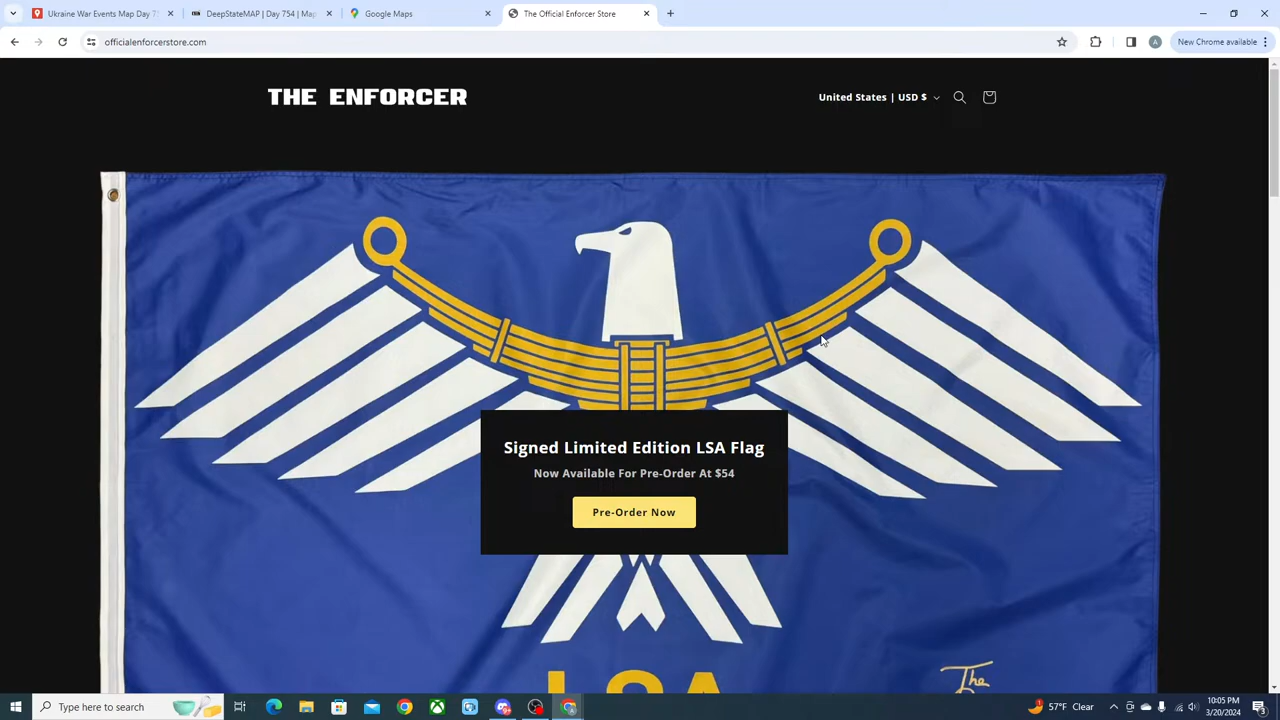 Ukraine War Events Map Day 7
DeepStateMAP | Day 754 | Map
Google Maps
The Official Enforcer Store
officialenforcerstore.com
A
New Chrome available
THE ENFORCER
United States | USD $
Signed Limited Edition LSA Flag
Now Available For Pre-Order At $54
Pre-Order Now
LSA
The
Type here to search
57°F Clear
10:05 PM
3/20/2024